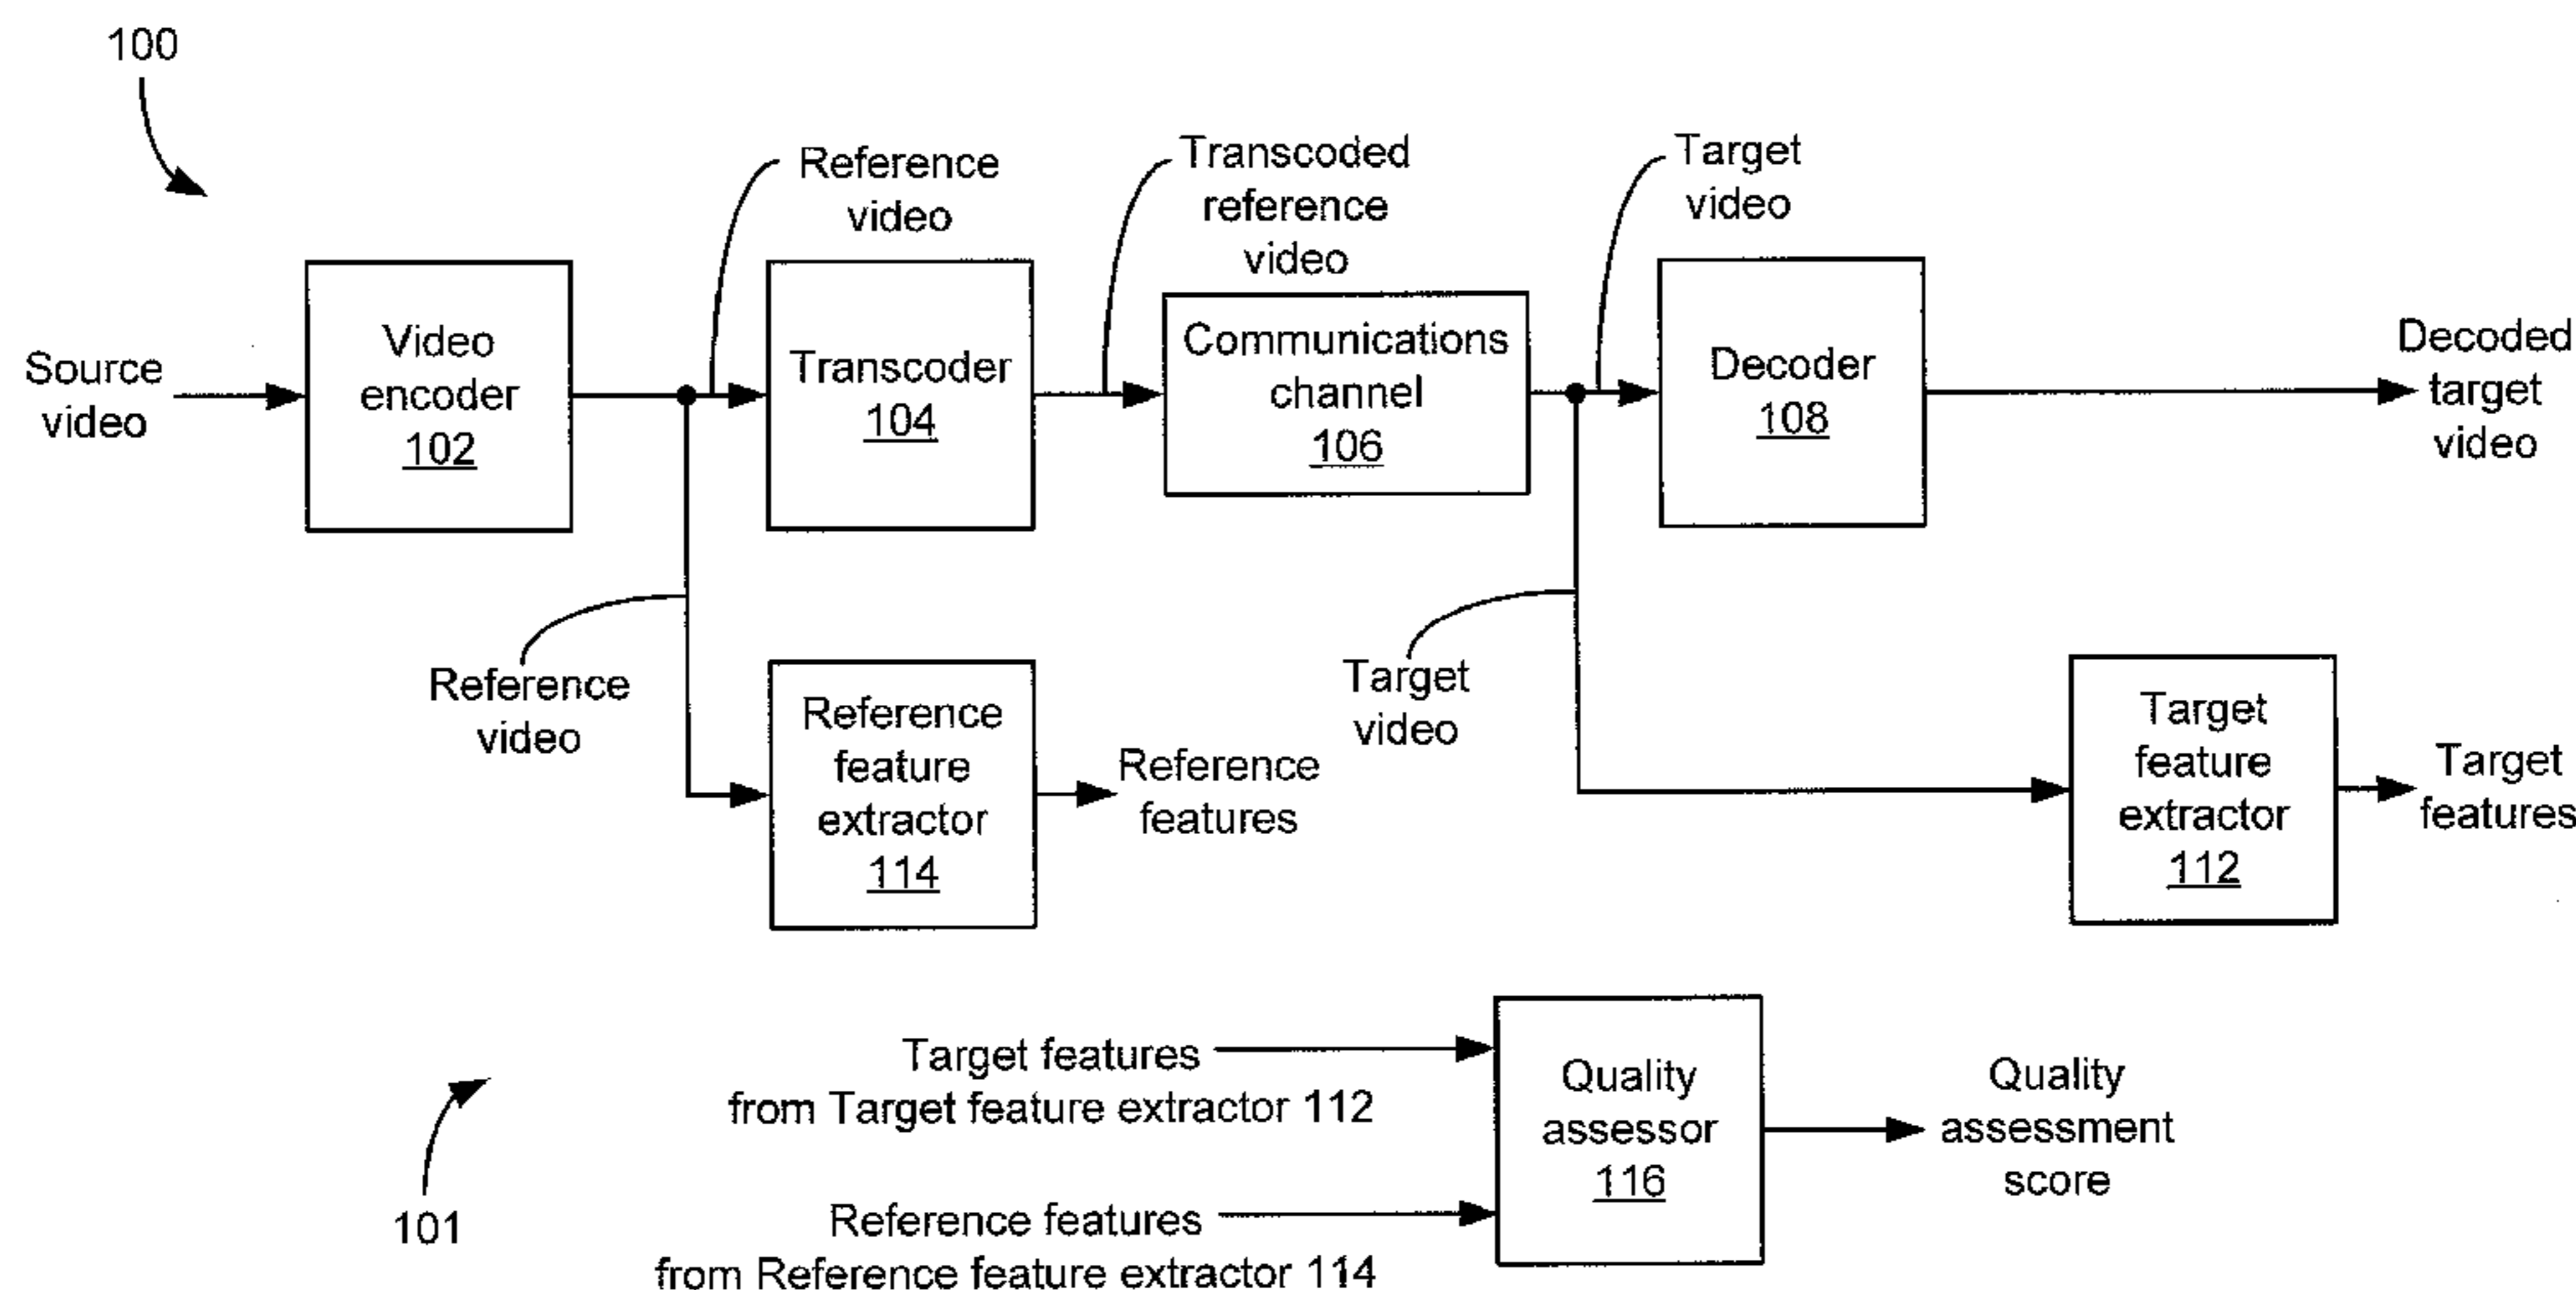 100
Reference
video
Transcoded
reference
video
Target
video
Source
video
Video
encoder
102
Transcoder
104
Communications
channel
106
Decoder
108
Decoded
target
video
Reference
video
Reference
feature
extractor
114
Reference
features
Target
video
Target
feature
extractor
112
Target
features
101
Target features
from Target feature extractor 112
Reference features
from Reference feature extractor 114
Quality
assessor
116
Quality
assessment
score